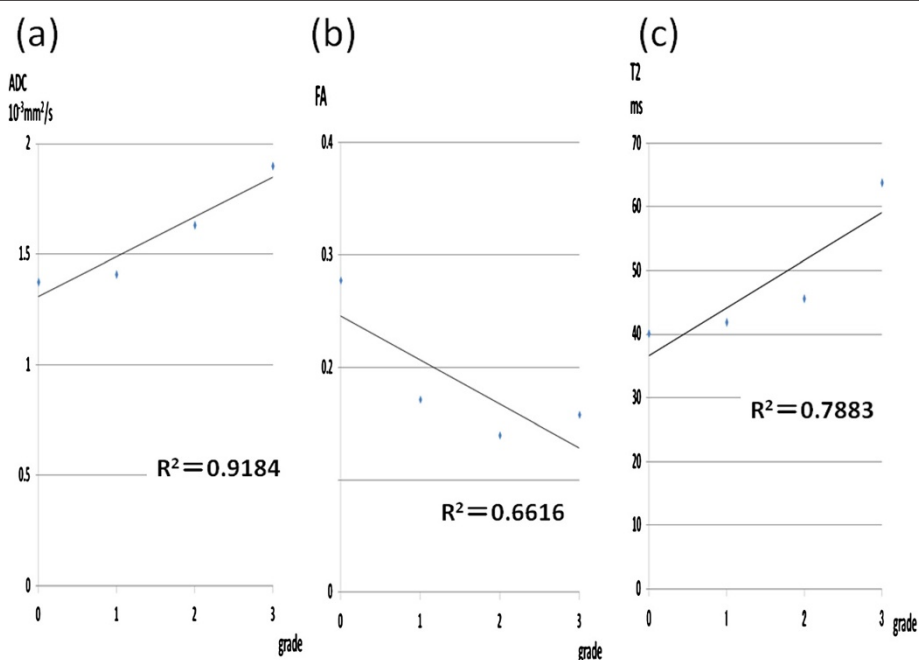 (a)
ADC
10⁻³mm²/s
2
1.5
1
0.5
0
0 1 2 3
grade
R²=0.9184
(b)
FA
0.4
0.3
0.2
0
0 1 2 3
grade
R²=0.6616
(c)
T2
ms
70
60
50
40
30
20
10
0
0 1 2 3
grade
R²=0.7883